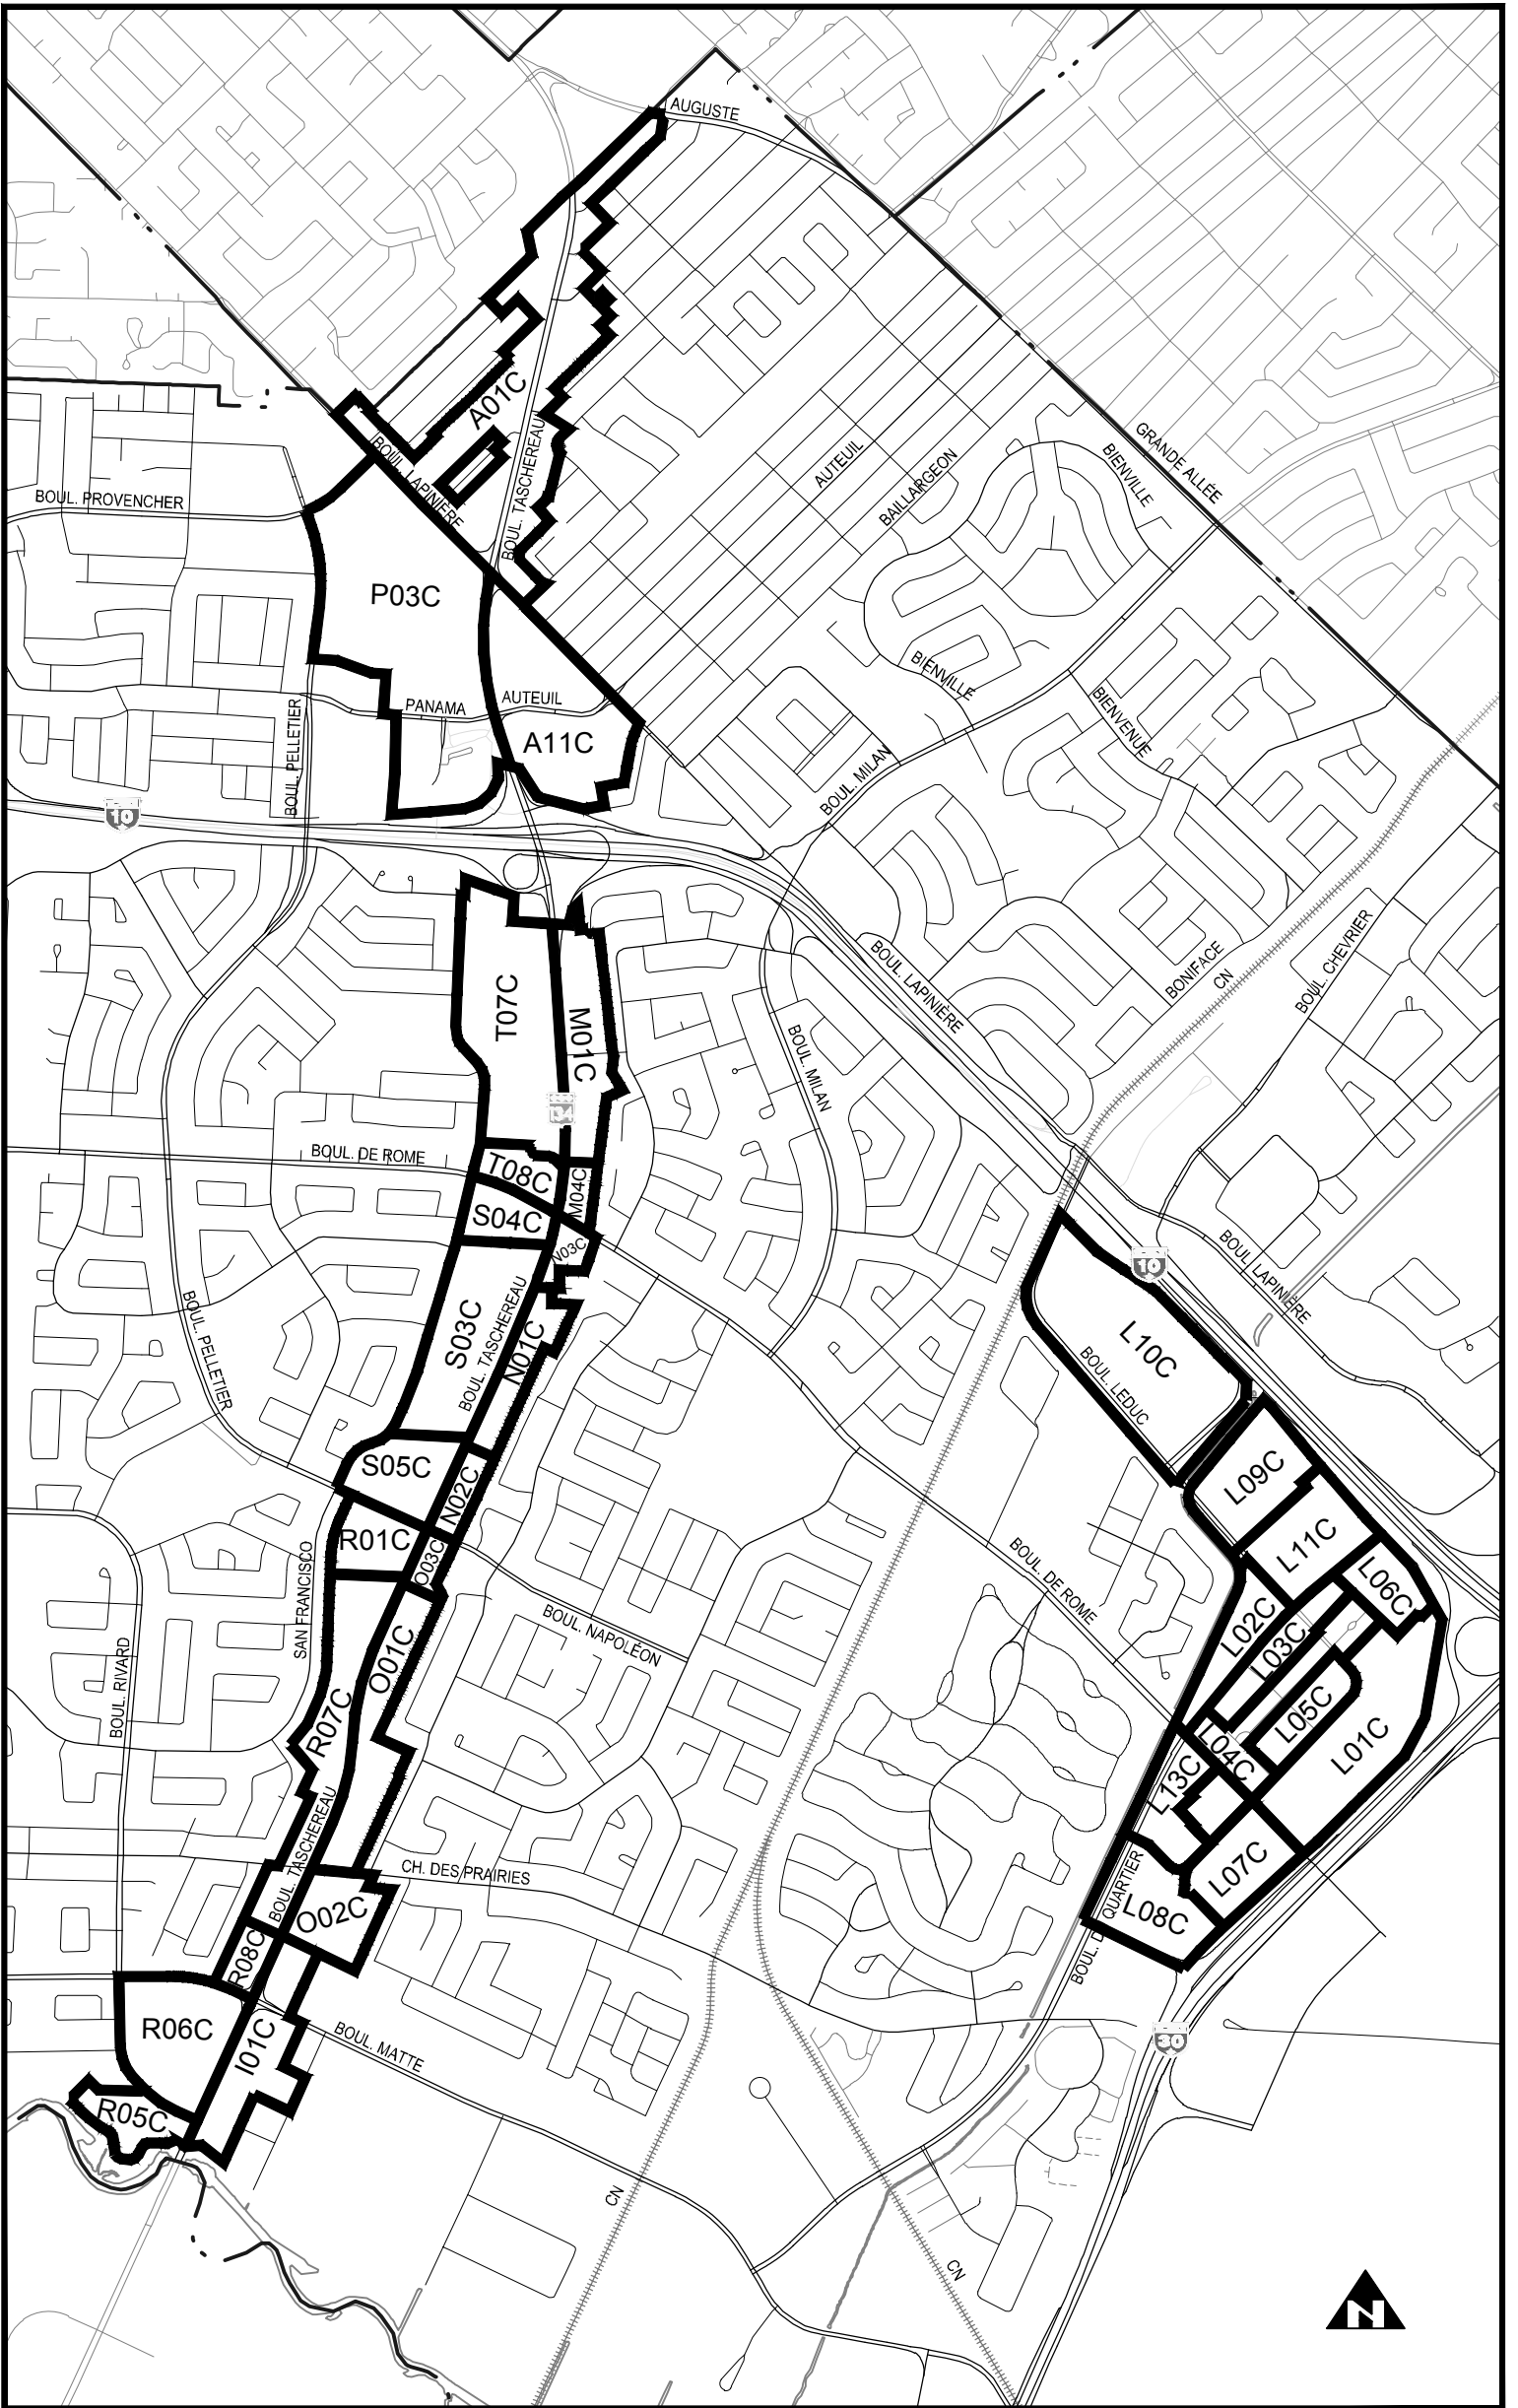 AUGUSTE
A01C
BOUL. LAPINIÈRE
BOUL. TASCHEREAU
BOUL. PROVENCHER
AUTEUIL
BAILLARGEON
BIENVILLE
GRANDE ALLÉE
P03C
BIENVILLE
BIENVENUE
PANAMA
AUTEUIL
A11C
BOUL. PELLETIER
BOUL. MILAN
10
BOUL. LAPINIÈRE
BONIFACE
CN
BOUL. CHEVRIER
T07C
M01C
BOUL. MILAN
134
BOUL. DE ROME
T08C
M04C
S04C
N03C
BOUL. LAPINIÈRE
10
S03C
BOUL. TASCHEREAU
N01C
BOUL. PELLETIER
L10C
BOUL. LEDUC
S05C
N02C
L09C
R01C
O03C
L11C
L06C
SAN FRANCISCO
BOUL. DE ROME
BOUL. NAPOLÉON
BOUL. RIVARD
O01C
R07C
L02C
L03C
L05C
L04C
L01C
L13C
BOUL. TASCHEREAU
CH. DES PRAIRIES
L07C
O02C
L08C
QUARTIER
R08C
R06C
I01C
BOUL. MATTE
30
R05C
CN
CN
N